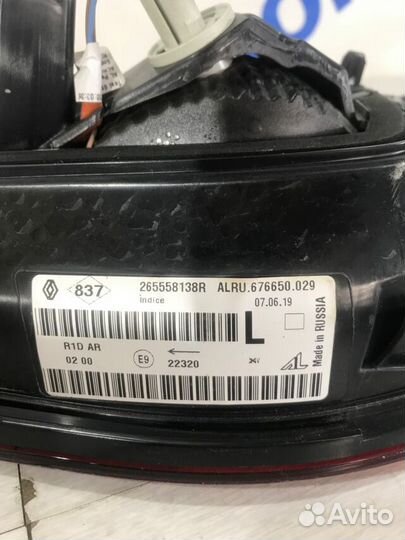 837
265558138R ALRU.676650.029
Indice
07.06.19
L
Made in RUSSIA
R1D AR
02 00
E9
22320
AL
Avito